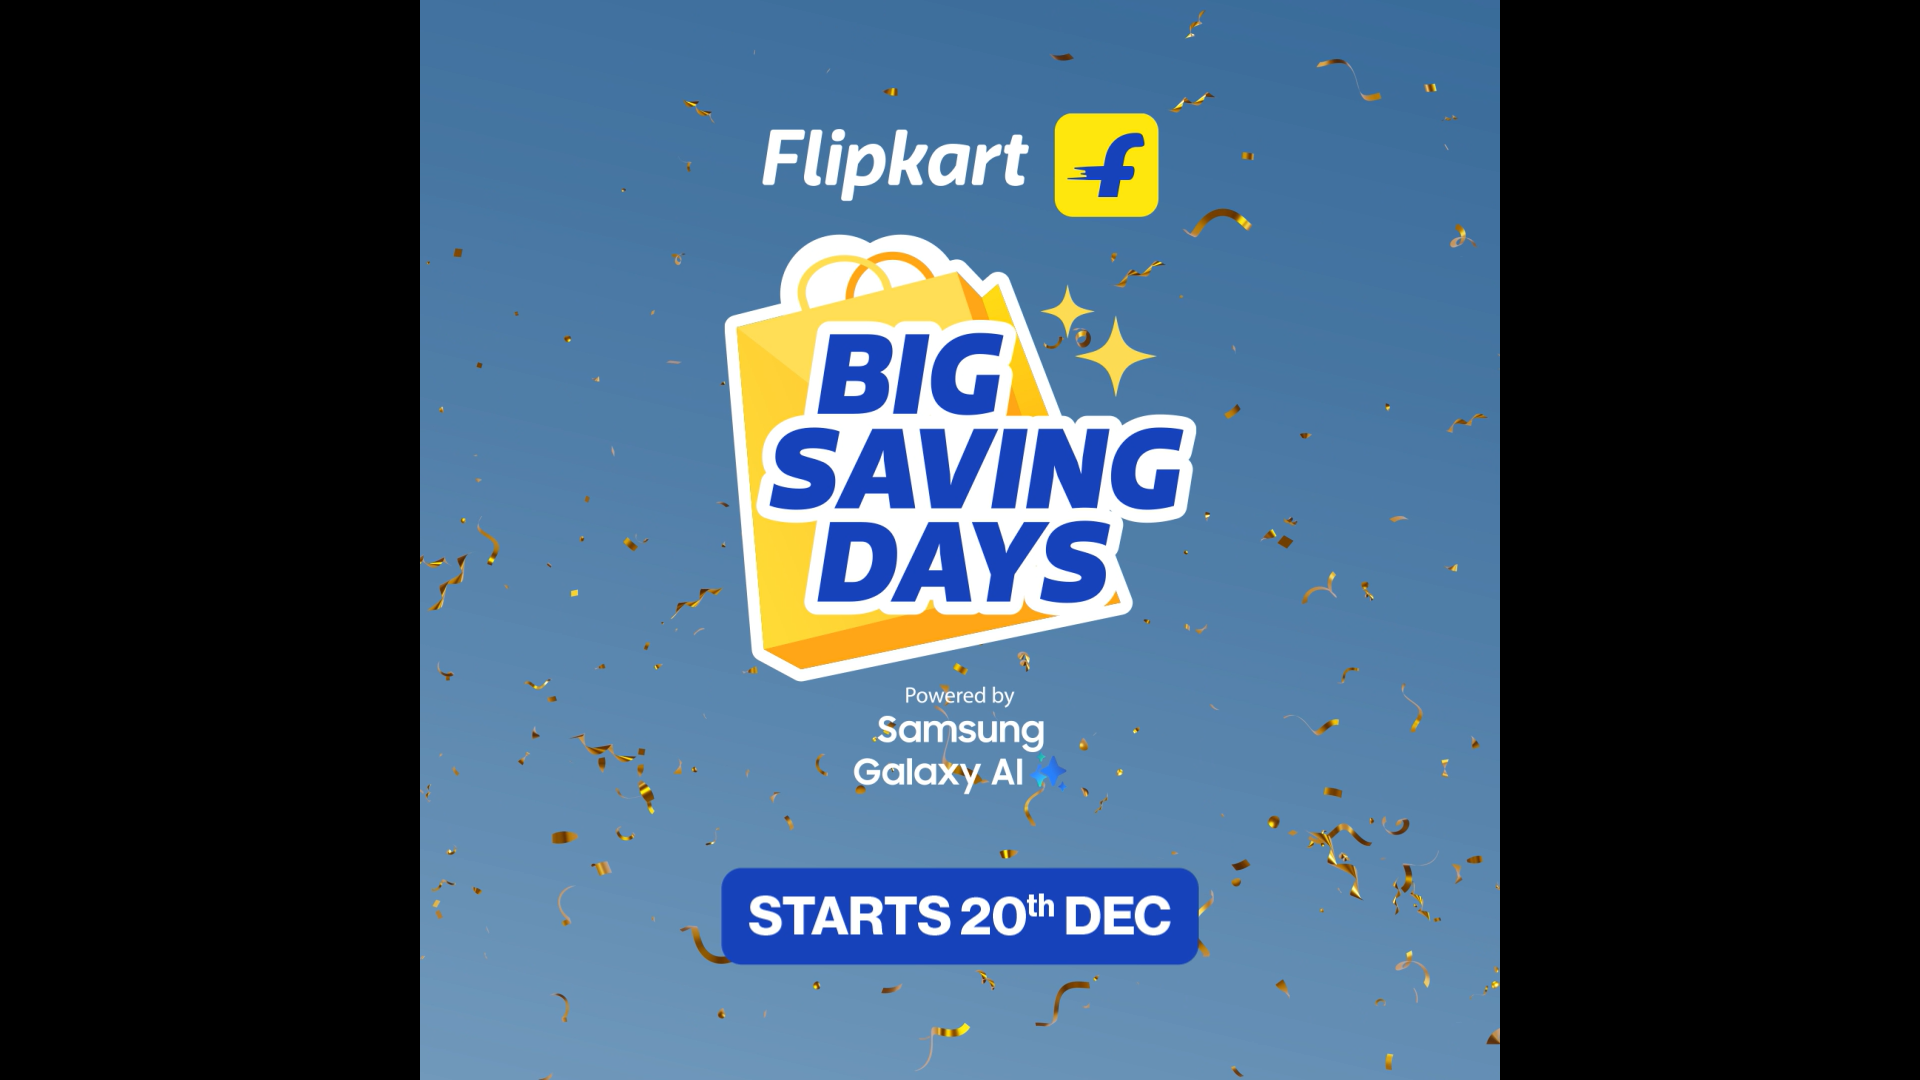 Flipkart
BIG
SAVING
DAYS
Powered by
Samsung
Galaxy AI
STARTS 20th DEC